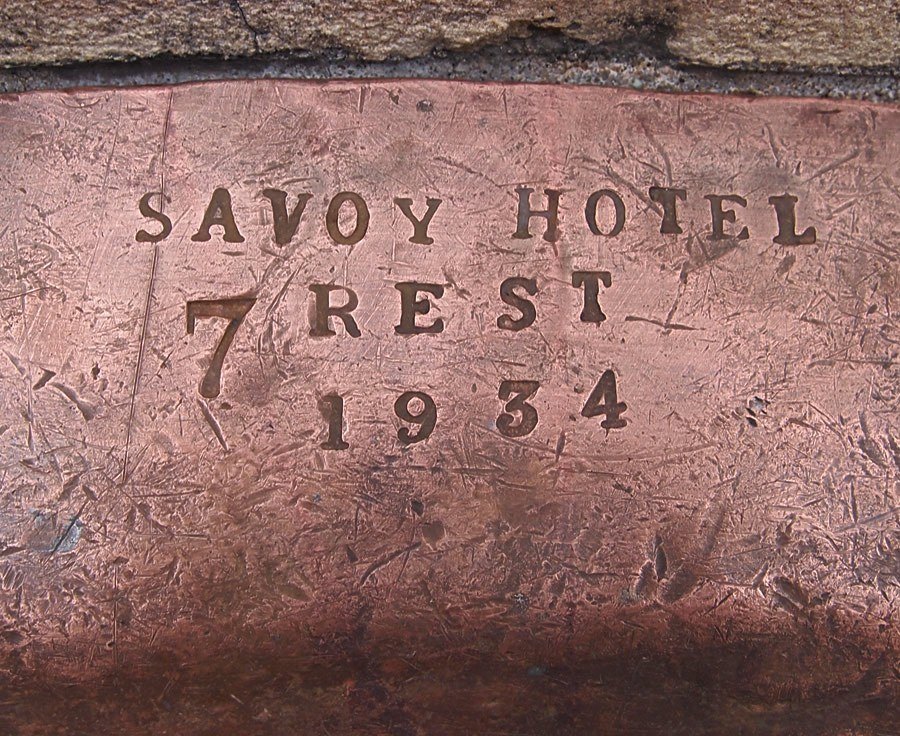 SAVOY HOTEL
7 REST
1934